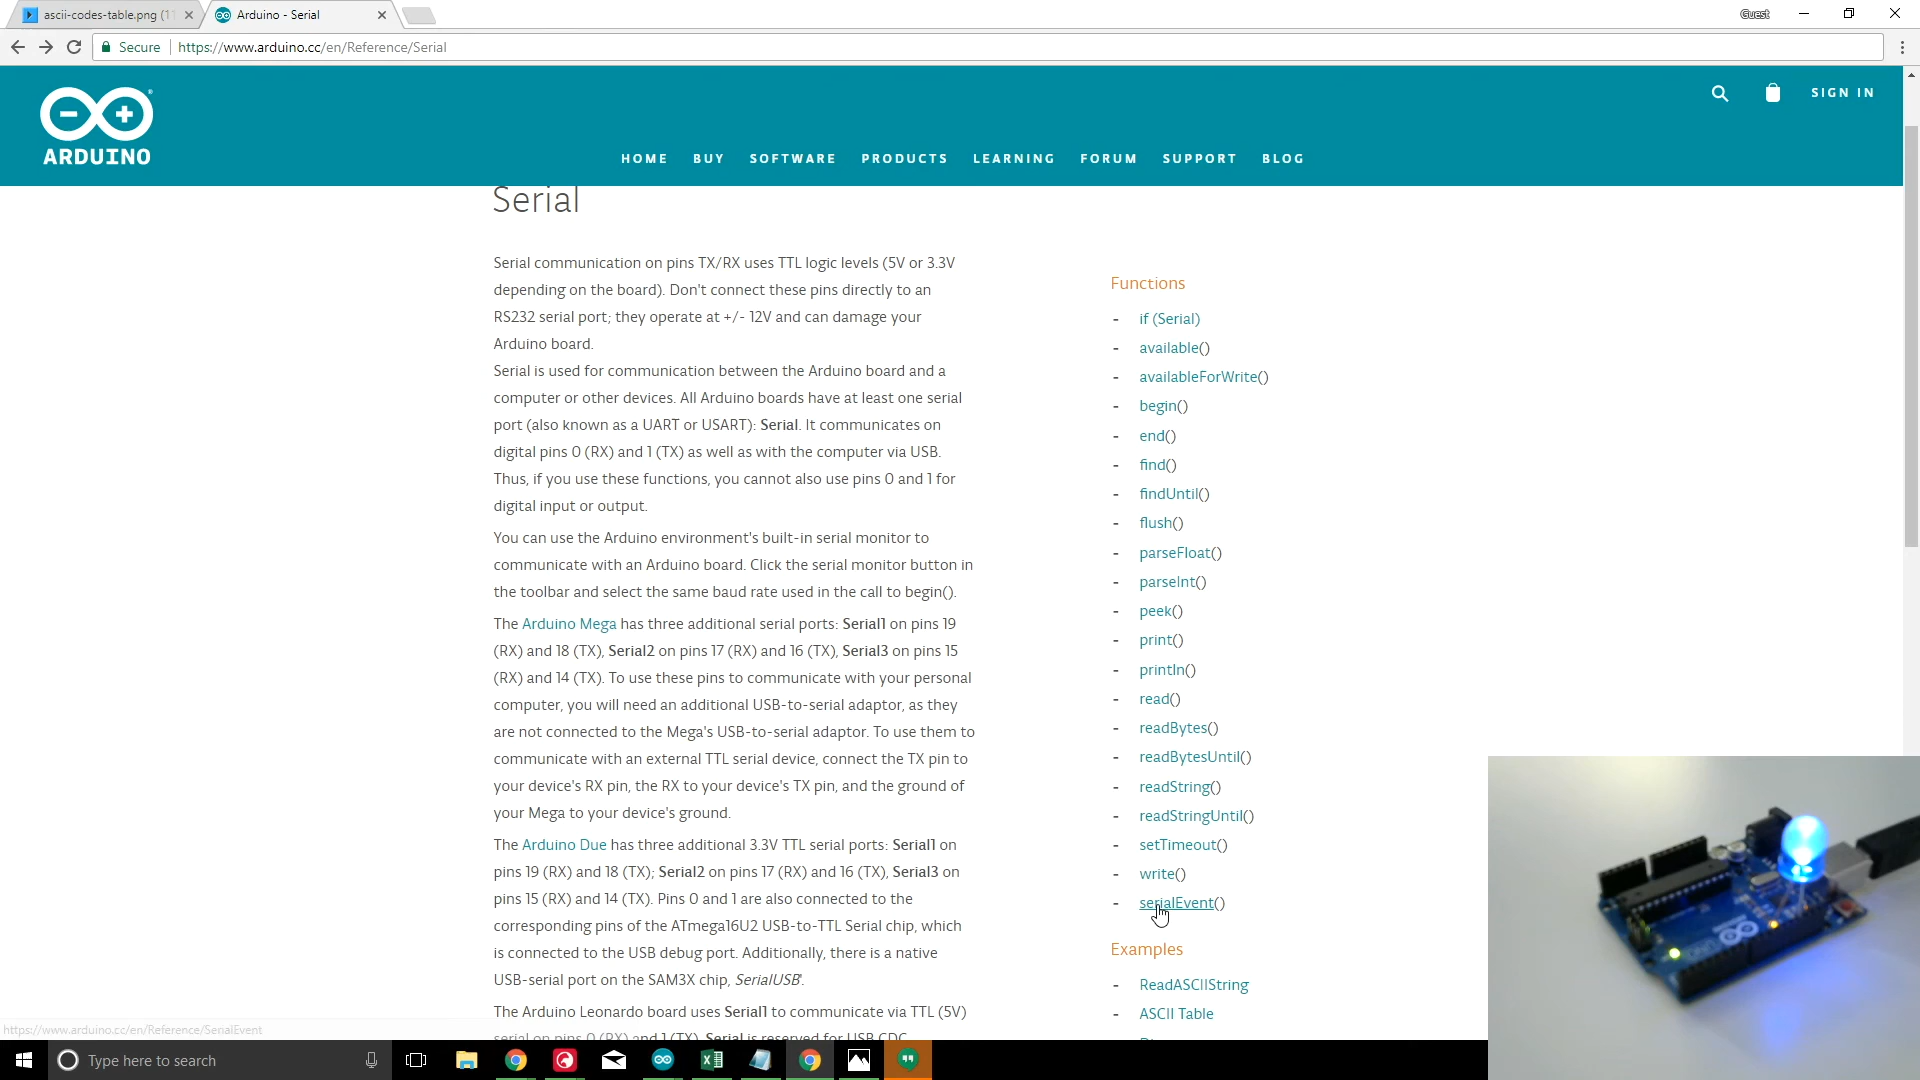 ascii-codes-table.png (11
Arduino - Serial
Guest
Secure
https://www.arduino.cc/en/Reference/Serial
SIGN IN
ARDUINO
HOME BUY SOFTWARE PRODUCTS LEARNING FORUM SUPPORT BLOG
Serial
Serial communication on pins TX/RX uses TTL logic levels (5V or 3.3V
depending on the board). Don't connect these pins directly to an
RS232 serial port; they operate at +/- 12V and can damage your
Arduino board.
Serial is used for communication between the Arduino board and a
computer or other devices. All Arduino boards have at least one serial
port (also known as a UART or USART): Serial. It communicates on
digital pins 0 (RX) and 1 (TX) as well as with the computer via USB.
Thus, if you use these functions, you cannot also use pins 0 and 1 for
digital input or output.
You can use the Arduino environment's built-in serial monitor to
communicate with an Arduino board. Click the serial monitor button in
the toolbar and select the same baud rate used in the call to begin().
The Arduino Mega has three additional serial ports: Serial1 on pins 19
(RX) and 18 (TX), Serial2 on pins 17 (RX) and 16 (TX), Serial3 on pins 15
(RX) and 14 (TX). To use these pins to communicate with your personal
computer, you will need an additional USB-to-serial adaptor, as they
are not connected to the Mega's USB-to-serial adaptor. To use them to
communicate with an external TTL serial device, connect the TX pin to
your device's RX pin, the RX to your device's TX pin, and the ground of
your Mega to your device's ground.
The Arduino Due has three additional 3.3V TTL serial ports: Serial1 on
pins 19 (RX) and 18 (TX); Serial2 on pins 17 (RX) and 16 (TX), Serial3 on
pins 15 (RX) and 14 (TX). Pins 0 and 1 are also connected to the
corresponding pins of the ATmega16U2 USB-to-TTL Serial chip, which
is connected to the USB debug port. Additionally, there is a native
USB-serial port on the SAM3X chip, SerialUSB'.
The Arduino Leonardo board uses Serial1 to communicate via TTL (5V)
serial on pins 0 (RX) and 1 (TX). Serial is reserved for USB CDC
Functions
- if (Serial)
- available()
- availableForWrite()
- begin()
- end()
- find()
- findUntil()
- flush()
- parseFloat()
- parseInt()
- peek()
- print()
- println()
- read()
- readBytes()
- readBytesUntil()
- readString()
- readStringUntil()
- setTimeout()
- write()
- serialEvent()
Examples
- ReadASCIIString
- ASCII Table
https://www.arduino.cc/en/Reference/SerialEvent
Type here to search